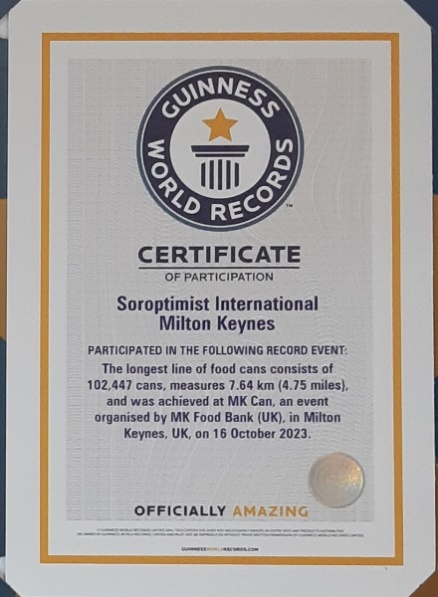 GUINNESS
WORLD RECORDS
™
CERTIFICATE
OF PARTICIPATION
Soroptimist International
Milton Keynes
PARTICIPATED IN THE FOLLOWING RECORD EVENT:
The longest line of food cans consists of
102,447 cans, measures 7.64 km (4.75 miles),
and was achieved at MK Can, an event
organised by MK Food Bank (UK), in Milton
Keynes, UK, on 16 October 2023.
OFFICIALLY AMAZING
GUINNESSWORLDRECORDS.COM